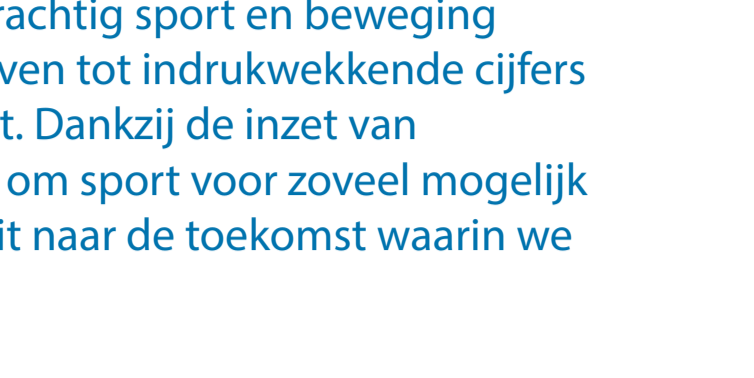 rachtig sport en beweging
ven tot indrukwekkende cijfers
t. Dankzij de inzet van
om sport voor zoveel mogelijk
it naar de toekomst waarin we